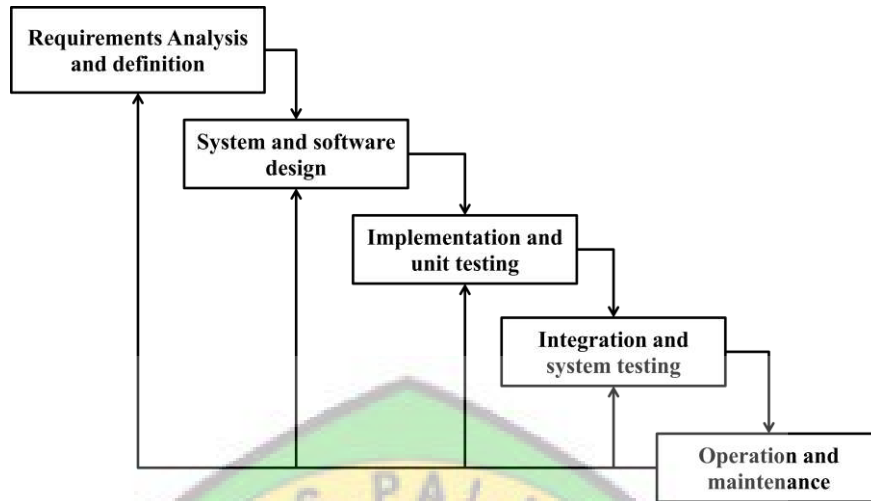 Requirements Analysis
and definition
System and software
design
Implementation and
unit testing
Integration and
system testing
Operation and
maintenance